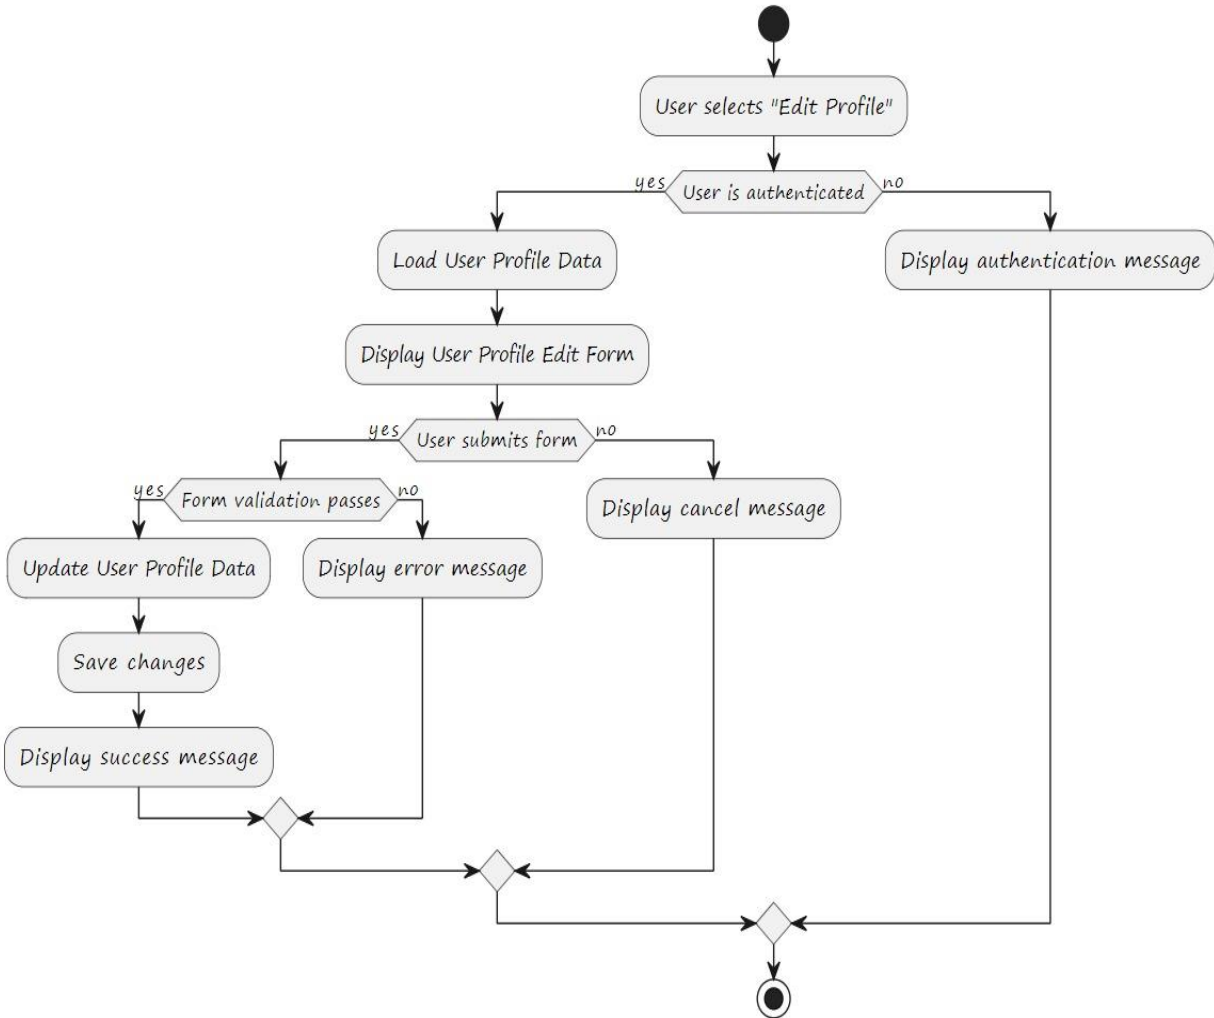 User selects "Edit Profile"
yes
User is authenticated
no
Load User Profile Data
Display authentication message
Display User Profile Edit Form
yes
User submits form
no
yes
Form validation passes
no
Display cancel message
Update User Profile Data
Display error message
Save changes
Display success message